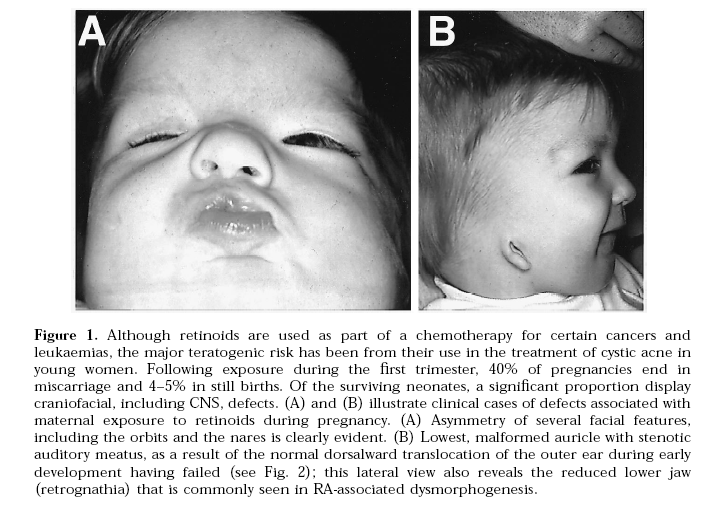 A B
Figure 1. Although retinoids are used as part of a chemotherapy for certain cancers and
leukaemias, the major teratogenic risk has been from their use in the treatment of cystic acne in
young women. Following exposure during the first trimester, 40% of pregnancies end in
miscarriage and 4–5% in still births. Of the surviving neonates, a significant proportion display
craniofacial, including CNS, defects. (A) and (B) illustrate clinical cases of defects associated with
maternal exposure to retinoids during pregnancy. (A) Asymmetry of several facial features,
including the orbits and the nares is clearly evident. (B) Lowest, malformed auricle with stenotic
auditory meatus, as a result of the normal dorsalward translocation of the outer ear during early
development having failed (see Fig. 2); this lateral view also reveals the reduced lower jaw
(retrognathia) that is commonly seen in RA-associated dysmorphogenesis.